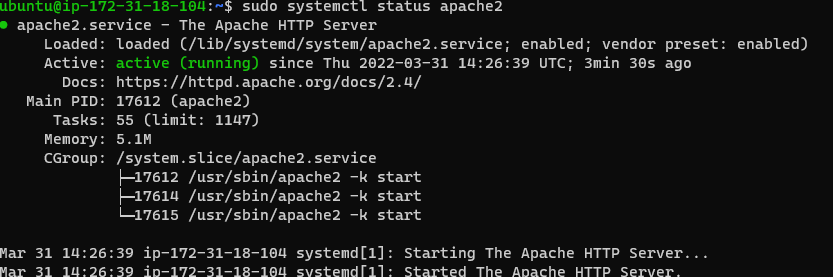 ubuntu@ip-172-31-18-104:~$ sudo systemctl status apache2
● apache2.service - The Apache HTTP Server
     Loaded: loaded (/lib/systemd/system/apache2.service; enabled; vendor preset: enabled)
     Active: active (running) since Thu 2022-03-31 14:26:39 UTC; 3min 30s ago
       Docs: https://httpd.apache.org/docs/2.4/
   Main PID: 17612 (apache2)
      Tasks: 55 (limit: 1147)
     Memory: 5.1M
     CGroup: /system.slice/apache2.service
             ├─17612 /usr/sbin/apache2 -k start
             ├─17614 /usr/sbin/apache2 -k start
             └─17615 /usr/sbin/apache2 -k start
Mar 31 14:26:39 ip-172-31-18-104 systemd[1]: Starting The Apache HTTP Server...
Mar 31 14:26:39 ip-172-31-18-104 systemd[1]: Started The Apache HTTP Server.